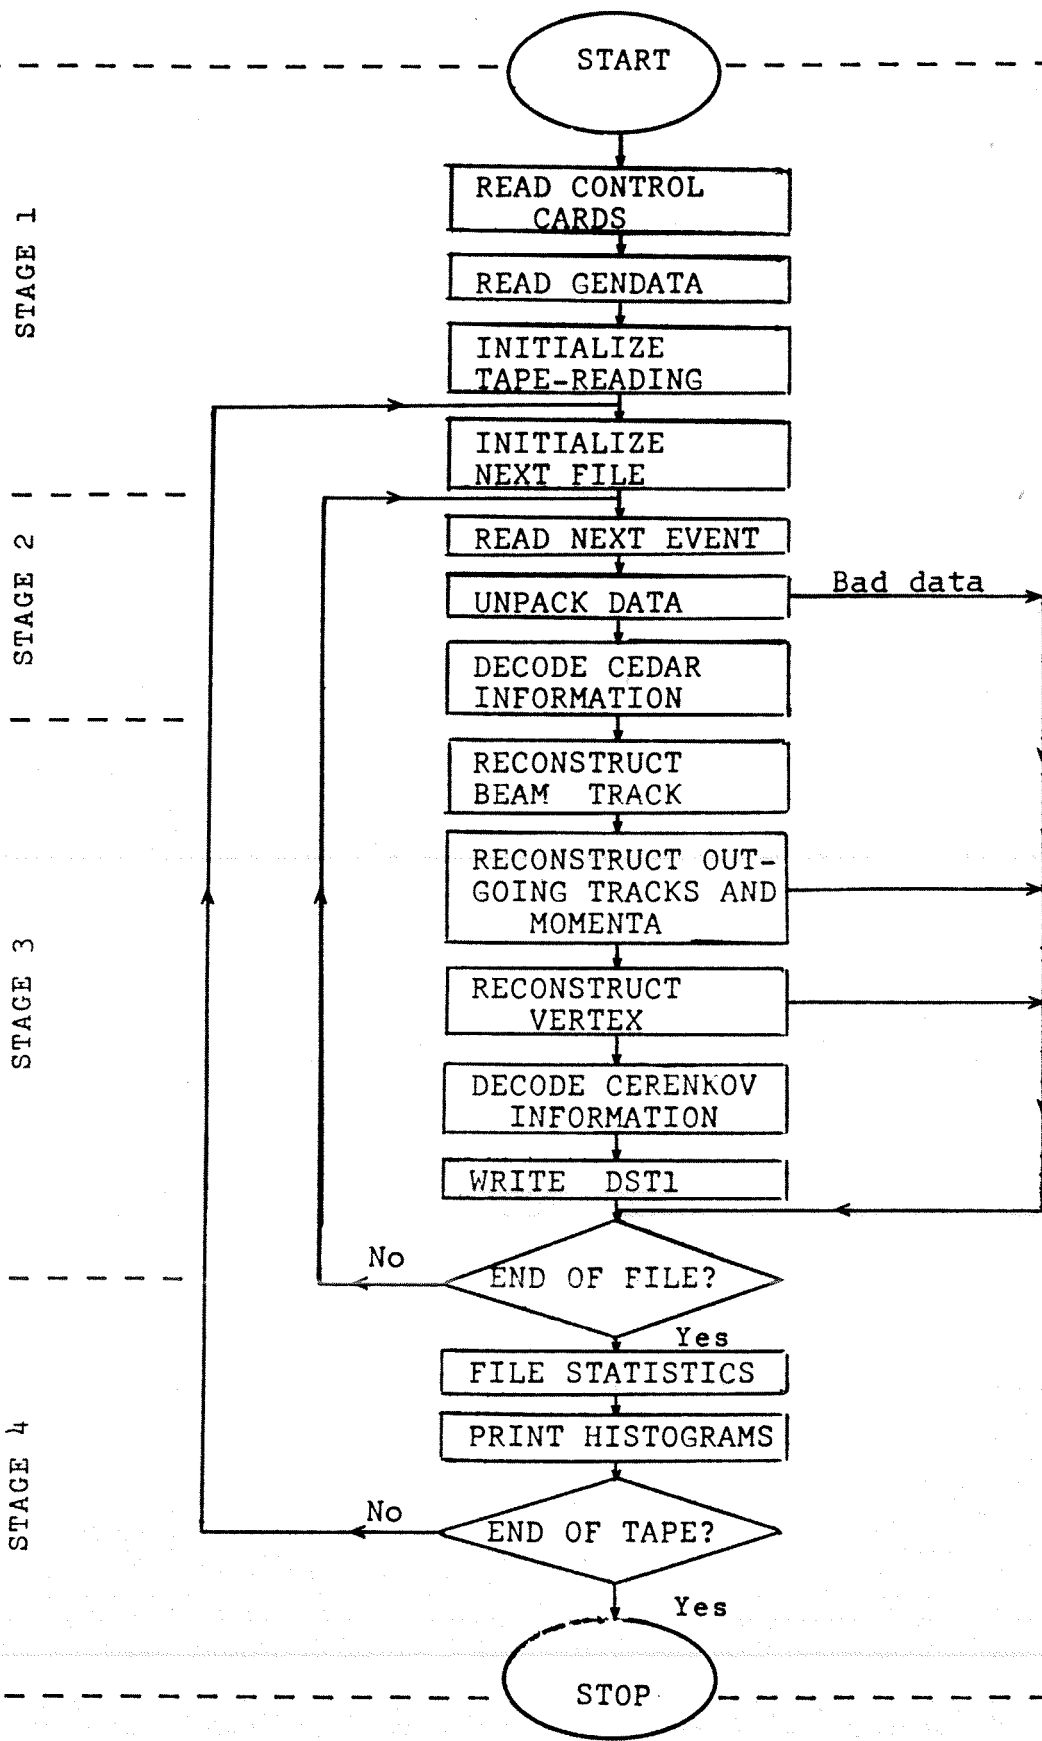 START
STAGE 1
READ CONTROL
CARDS
READ GENDATA
INITIALIZE
TAPE-READING
INITIALIZE
NEXT FILE
STAGE 2
READ NEXT EVENT
UNPACK DATA
Bad data
DECODE CEDAR
INFORMATION
STAGE 3
RECONSTRUCT
BEAM TRACK
RECONSTRUCT OUT-
GOING TRACKS AND
MOMENTA
RECONSTRUCT
VERTEX
DECODE CERENKOV
INFORMATION
WRITE DST1
No
END OF FILE?
Yes
STAGE 4
FILE STATISTICS
PRINT HISTOGRAMS
No
END OF TAPE?
Yes
STOP